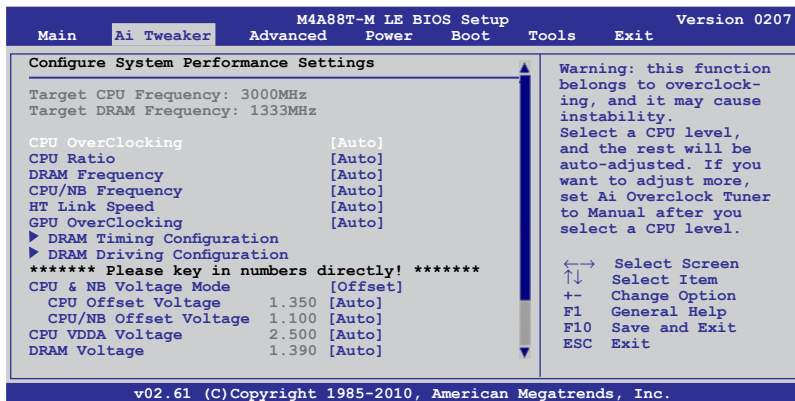 M4A88T-M LE BIOS Setup Version 0207
Main Ai Tweaker Advanced Power Boot Tools Exit
Configure System Performance Settings
Target CPU Frequency: 3000MHz
Target DRAM Frequency: 1333MHz
CPU OverClocking [Auto]
CPU Ratio [Auto]
DRAM Frequency [Auto]
CPU/NB Frequency [Auto]
HT Link Speed [Auto]
GPU OverClocking [Auto]
DRAM Timing Configuration
DRAM Driving Configuration
******* Please key in numbers directly! *******
CPU & NB Voltage Mode [Offset]
CPU Offset Voltage 1.350 [Auto]
CPU/NB Offset Voltage 1.100 [Auto]
CPU VDDA Voltage 2.500 [Auto]
DRAM Voltage 1.390 [Auto]
Warning: this function
belongs to overclock-
ing, and it may cause
instability.
Select a CPU level,
and the rest will be
auto-adjusted. If you
want to adjust more,
set Ai Overclock Tuner
to Manual after you
select a CPU level.
←→ Select Screen
↑↓ Select Item
+- Change Option
F1 General Help
F10 Save and Exit
ESC Exit
v02.61 (C)Copyright 1985-2010, American Megatrends, Inc.